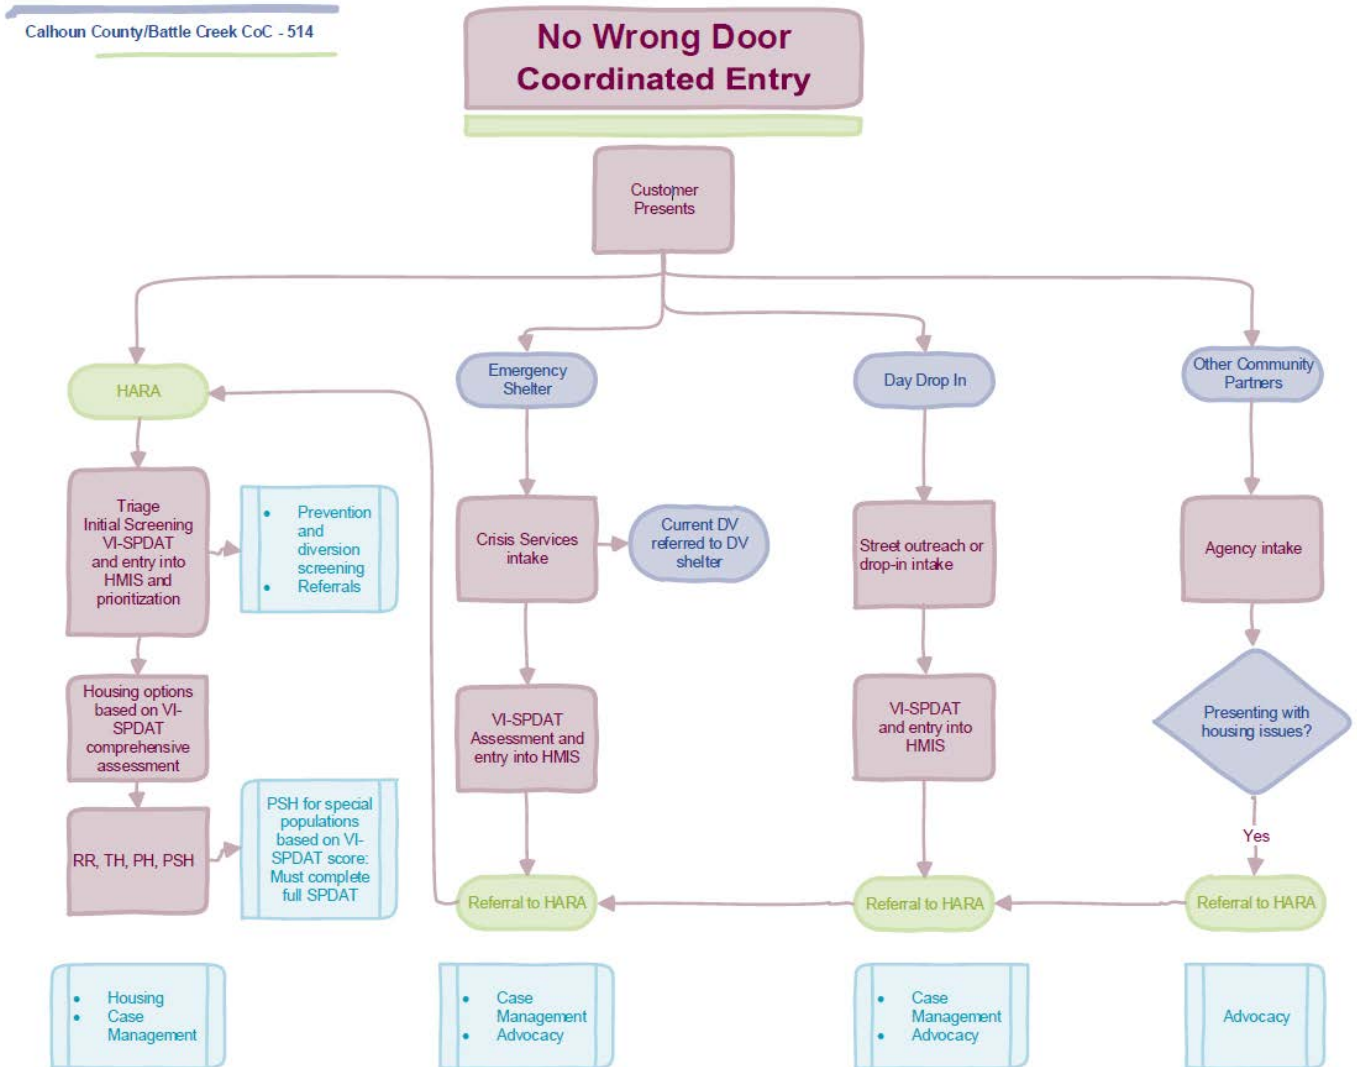 Calhoun County/Battle Creek CoC - 514
No Wrong Door
Coordinated Entry
Customer
Presents
HARA
Triage
Initial Screening
VI-SPDAT
and entry into
HMIS and
prioritization
• Prevention
and
diversion
screening
• Referrals
Housing options
based on VI-
SPDAT
comprehensive
assessment
RR, TH, PH, PSH
PSH for special
populations
based on VI-
SPDAT score:
Must complete
full SPDAT
• Housing
• Case
Management
Emergency
Shelter
Crisis Services
intake
Current DV
referred to DV
shelter
VI-SPDAT
Assessment and
entry into HMIS
Referral to HARA
• Case
Management
• Advocacy
Day Drop In
Street outreach or
drop-in intake
VI-SPDAT
and entry into
HMIS
Referral to HARA
• Case
Management
• Advocacy
Other Community
Partners
Agency intake
Presenting with
housing issues?
Yes
Referral to HARA
Advocacy